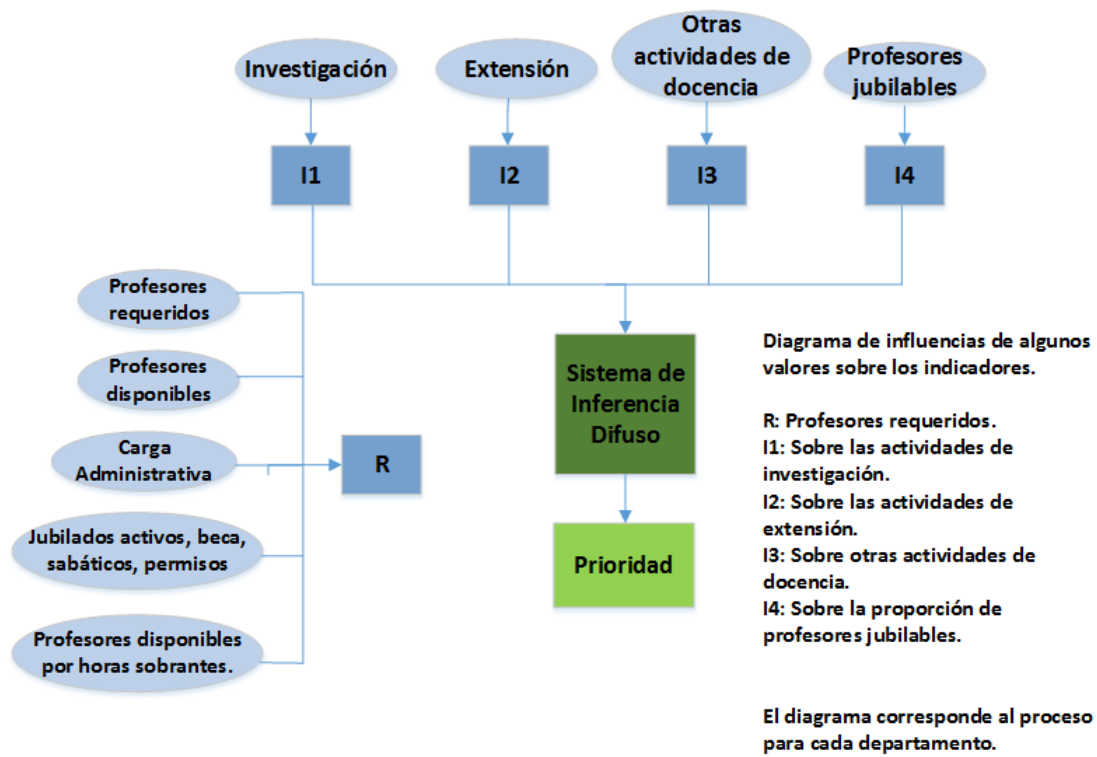 Investigación
Extensión
Otras
actividades de
docencia
Profesores
jubilables
I1
I2
I3
I4
Profesores
requeridos
Profesores
disponibles
Carga
Administrativa
Jubilados activos, beca,
sabáticos, permisos
Profesores disponibles
por horas sobrantes.
R
Sistema de
Inferencia
Difuso
Prioridad
Diagrama de influencias de algunos
valores sobre los indicadores.
R: Profesores requeridos.
I1: Sobre las actividades de
investigación.
I2: Sobre las actividades de
extensión.
I3: Sobre otras actividades de
docencia.
I4: Sobre la proporción de
profesores jubilables.
El diagrama corresponde al proceso
para cada departamento.